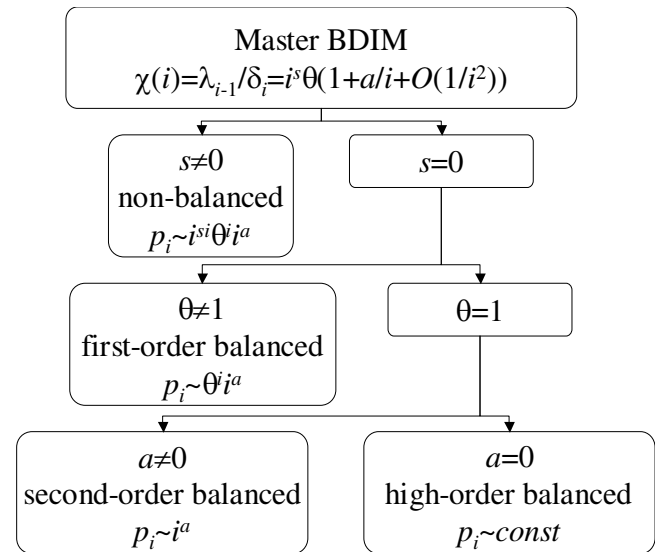 Master BDIM
χ(i)=λᵢ₋₁/δᵢ=iˢθ(1+a/i+O(1/i²))
s≠0
non-balanced
pᵢ~iˢⁱθⁱiᵃ
s=0
θ≠1
first-order balanced
pᵢ~θⁱiᵃ
θ=1
a≠0
second-order balanced
pᵢ~iᵃ
a=0
high-order balanced
pᵢ~const